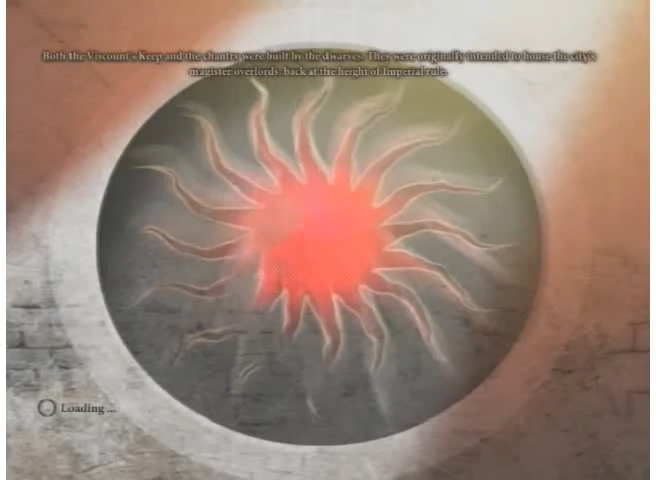 Both the Viscount's Keep and the chantry were built by the dwarves. They were originally intended to house the city's
magister overlords, back at the height of Imperial rule.
Loading ...